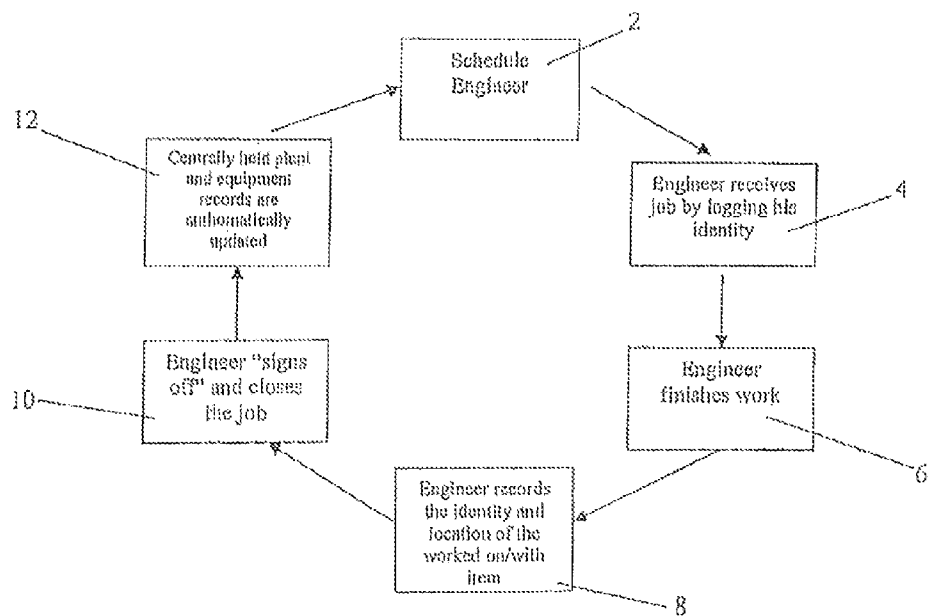 2
Schedule
Engineer
12
Centrally held plant
and equipment
records are
authomatically
updated
Engineer receives
job by logging his
identity
4
Engineer "signs
off" and closes
the job
10
Engineer
finishes work
6
Engineer records
the identity and
location of the
worked on/with
item
8